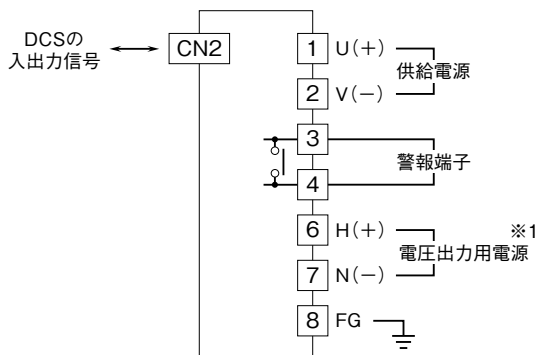 DCSの
入出力信号
CN2
1 U(+)
供給電源
2 V(-)
3
警報端子
4
6 H(+)
※1
電圧出力用電源
7 N(-)
8 FG